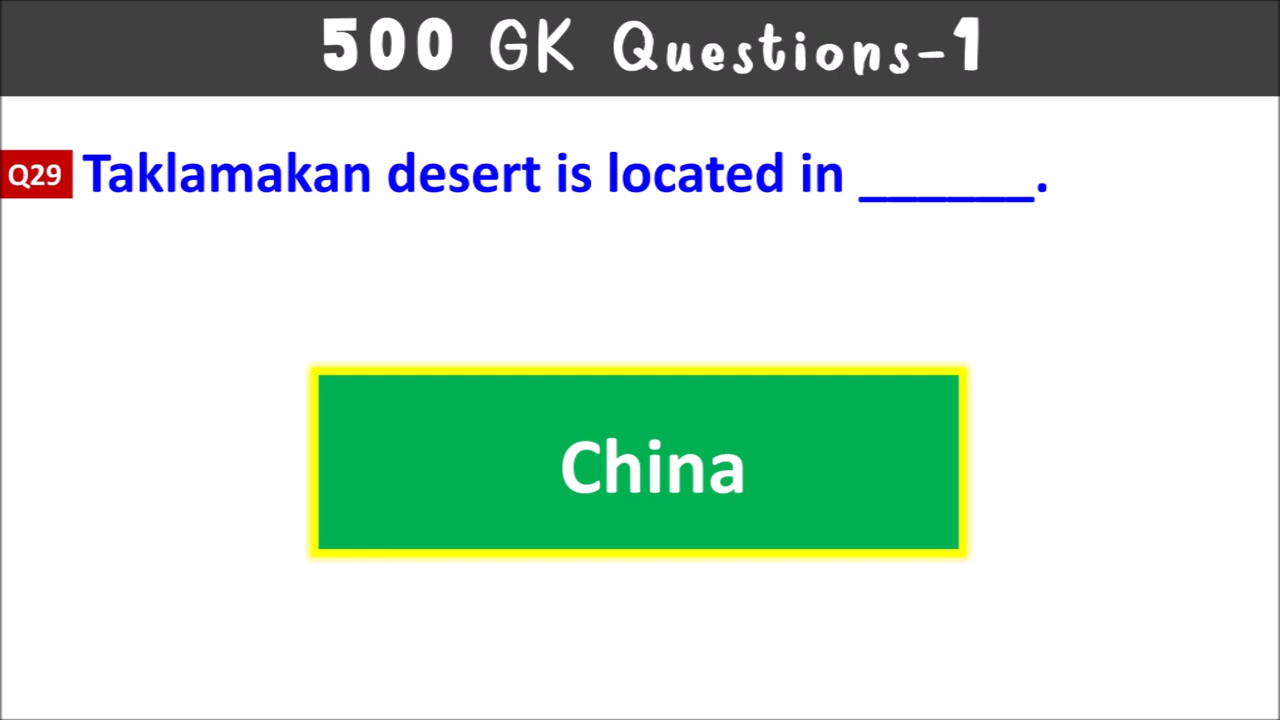 500 GK Questions-1
Q29 Taklamakan desert is located in ______.
China